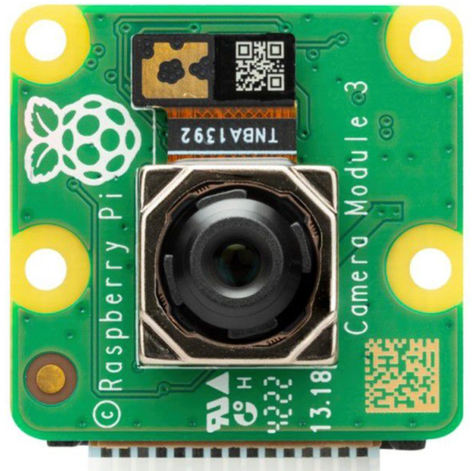 TNBA1392
© Raspberry Pi
Camera Module 3
H
4222
13.18